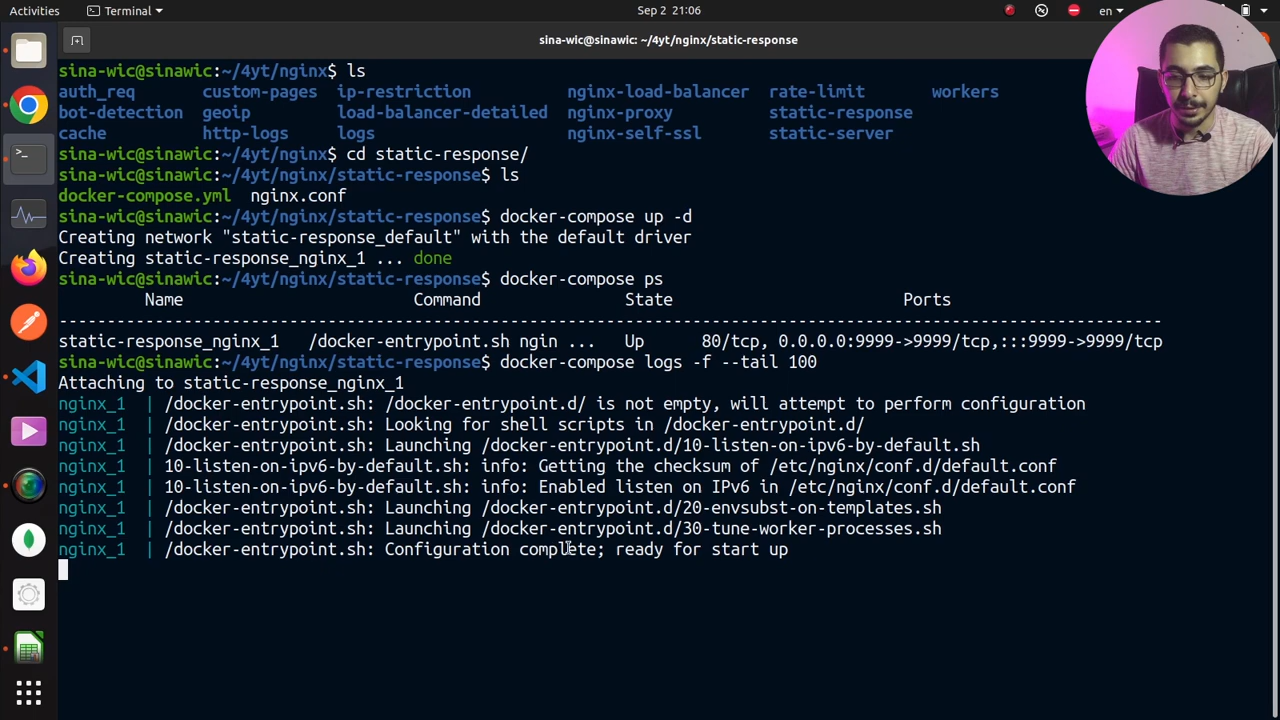 Activities
Terminal
Sep 2 21:06
en
sina-wic@sinawic: ~/4yt/nginx/static-response
sina-wic@sinawic:~/4yt/nginx$ ls
auth_req custom-pages ip-restriction nginx-load-balancer rate-limit workers
bot-detection geoip load-balancer-detailed nginx-proxy static-response
cache http-logs logs nginx-self-ssl static-server
sina-wic@sinawic:~/4yt/nginx$ cd static-response/
sina-wic@sinawic:~/4yt/nginx/static-response$ ls
docker-compose.yml nginx.conf
sina-wic@sinawic:~/4yt/nginx/static-response$ docker-compose up -d
Creating network "static-response_default" with the default driver
Creating static-response_nginx_1 ... done
sina-wic@sinawic:~/4yt/nginx/static-response$ docker-compose ps
Name Command State Ports
--------------------------------------------------------------------------------------------------------------------
static-response_nginx_1 /docker-entrypoint.sh ngin ... Up 80/tcp, 0.0.0.0:9999->9999/tcp,:::9999->9999/tcp
sina-wic@sinawic:~/4yt/nginx/static-response$ docker-compose logs -f --tail 100
Attaching to static-response_nginx_1
nginx_1 | /docker-entrypoint.sh: /docker-entrypoint.d/ is not empty, will attempt to perform configuration
nginx_1 | /docker-entrypoint.sh: Looking for shell scripts in /docker-entrypoint.d/
nginx_1 | /docker-entrypoint.sh: Launching /docker-entrypoint.d/10-listen-on-ipv6-by-default.sh
nginx_1 | 10-listen-on-ipv6-by-default.sh: info: Getting the checksum of /etc/nginx/conf.d/default.conf
nginx_1 | 10-listen-on-ipv6-by-default.sh: info: Enabled listen on IPv6 in /etc/nginx/conf.d/default.conf
nginx_1 | /docker-entrypoint.sh: Launching /docker-entrypoint.d/20-envsubst-on-templates.sh
nginx_1 | /docker-entrypoint.sh: Launching /docker-entrypoint.d/30-tune-worker-processes.sh
nginx_1 | /docker-entrypoint.sh: Configuration complete; ready for start up